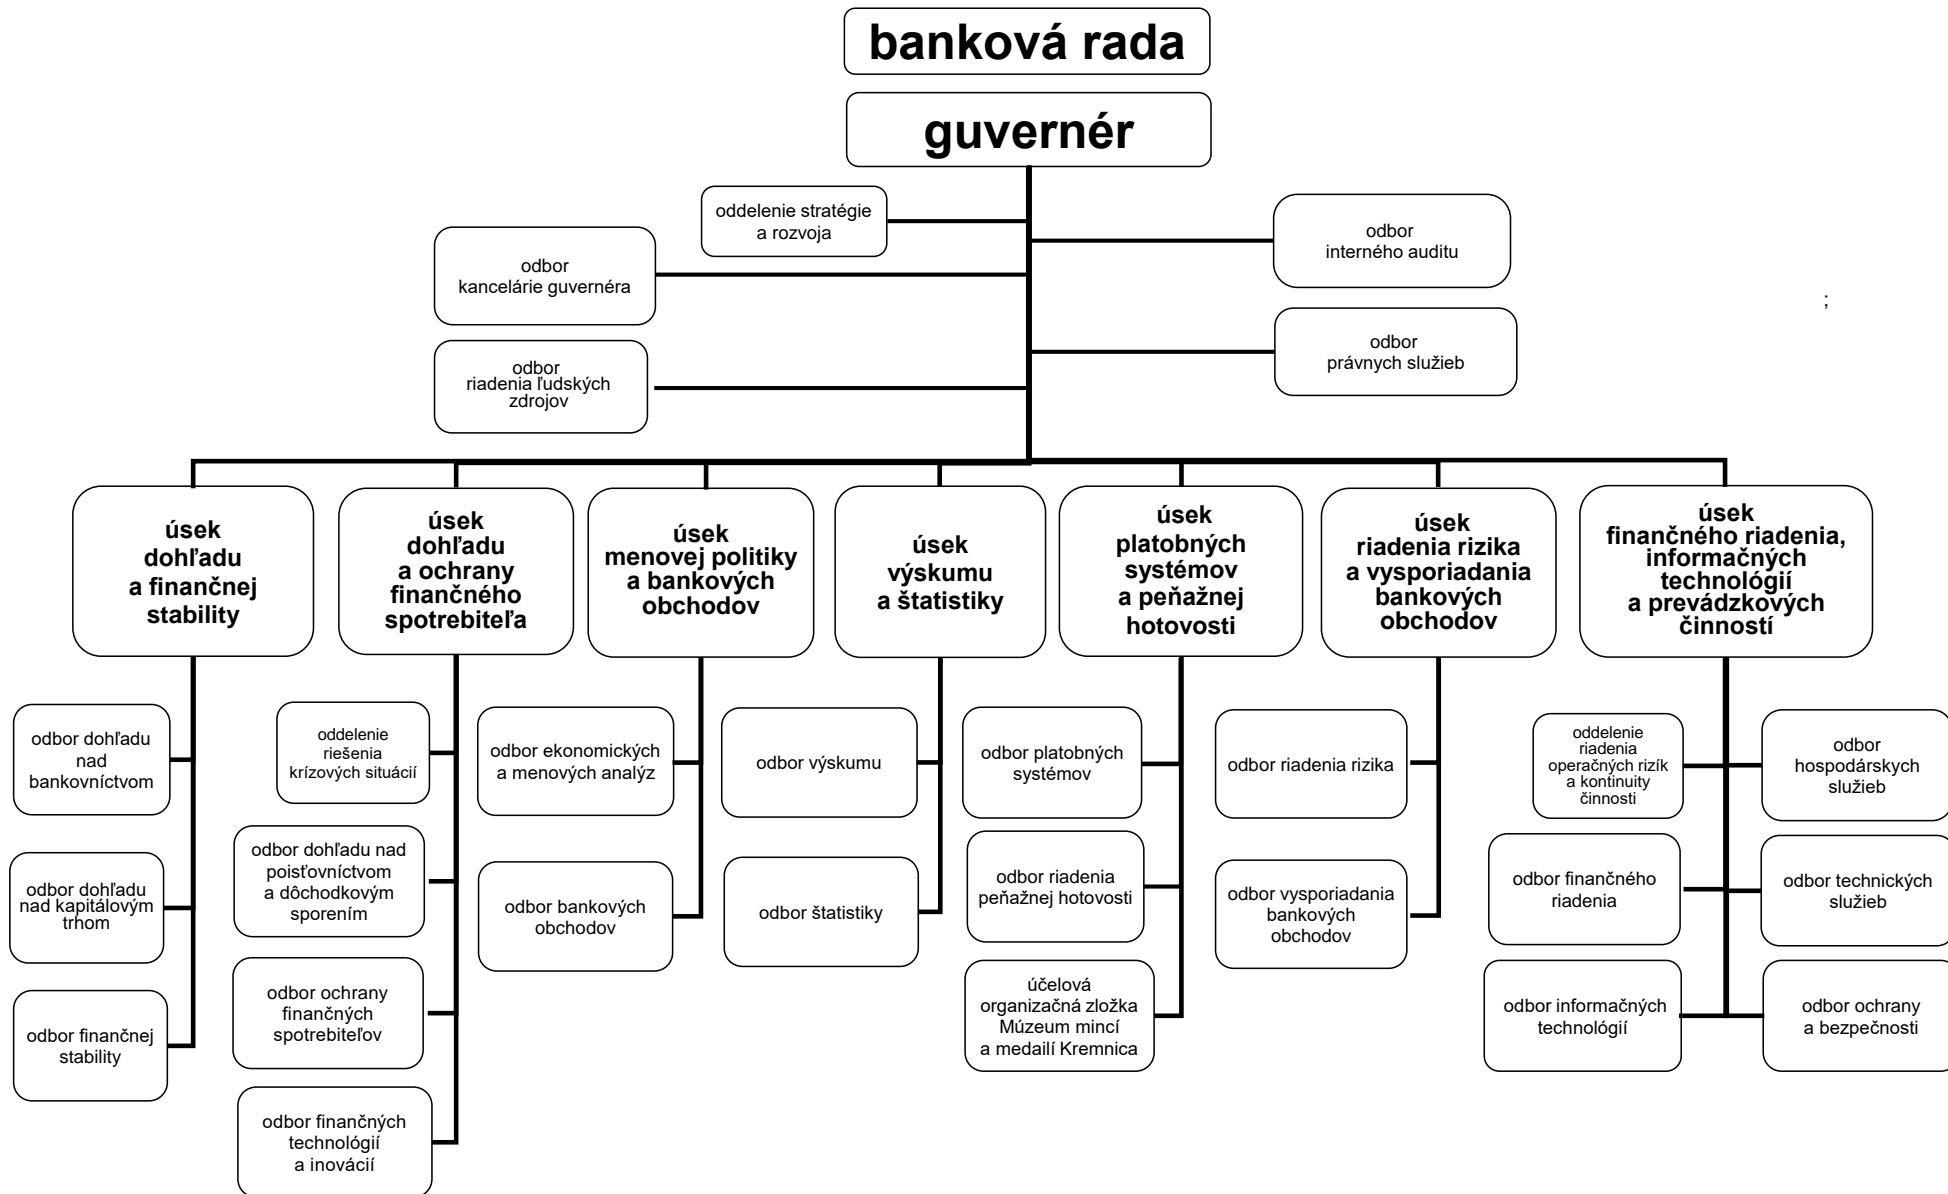 banková rada
guvernér
oddelenie stratégie
a rozvoja
odbor
kancelárie guvernéra
odbor
interného auditu
;
odbor
riadenia ľudských
zdrojov
odbor
právnych služieb
úsek
dohľadu
a finančnej
stability
úsek
dohľadu
a ochrany
finančného
spotrebiteľa
úsek
menovej politiky
a bankových
obchodov
úsek
výskumu
a štatistiky
úsek
platobných
systémov
a peňažnej
hotovosti
úsek
riadenia rizika
a vysporiadania
bankových
obchodov
úsek
finančného riadenia,
informačných
technológií
a prevádzkových
činností
odbor dohľadu
nad
bankovníctvom
odbor dohľadu
nad kapitálovým
trhom
odbor finančnej
stability
oddelenie
riešenia
krízových situácií
odbor dohľadu nad
poisťovníctvom
a dôchodkovým
sporením
odbor ochrany
finančných
spotrebiteľov
odbor finančných
technológií
a inovácií
odbor ekonomických
a menových analýz
odbor bankových
obchodov
odbor výskumu
odbor štatistiky
odbor platobných
systémov
odbor riadenia
peňažnej hotovosti
účelová
organizačná zložka
Múzeum mincí
a medailí Kremnica
odbor riadenia rizika
odbor vysporiadania
bankových
obchodov
oddelenie
riadenia
operačných rizík
a kontinuity
činnosti
odbor finančného
riadenia
odbor informačných
technológií
odbor
hospodárskych
služieb
odbor technických
služieb
odbor ochrany
a bezpečnosti